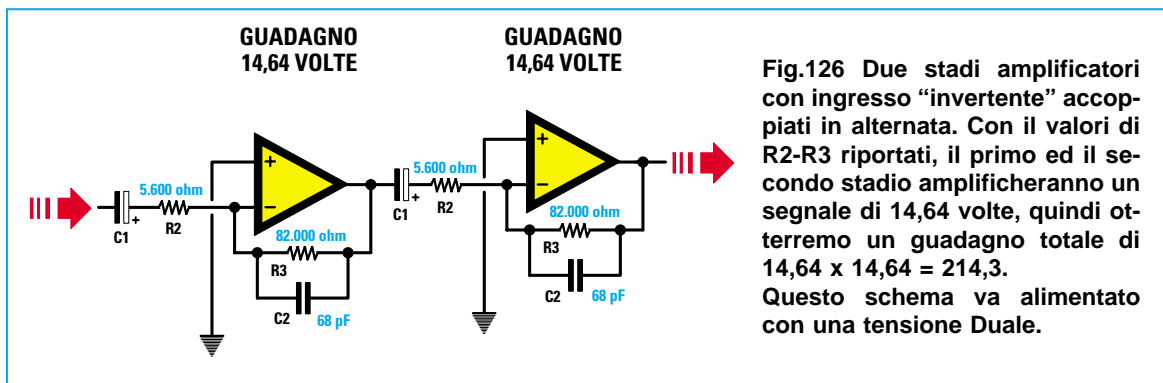 GUADAGNO
14,64 VOLTE
+
–
5.600 ohm
C1
+
R2
82.000 ohm
R3
C2
68 pF
GUADAGNO
14,64 VOLTE
+
–
5.600 ohm
C1
+
R2
82.000 ohm
R3
C2
68 pF
Fig.126 Due stadi amplificatori
con ingresso “invertente” accop-
piati in alternata. Con il valori di
R2-R3 riportati, il primo ed il se-
condo stadio amplificheranno un
segnale di 14,64 volte, quindi ot-
terremo un guadagno totale di
14,64 x 14,64 = 214,3.
Questo schema va alimentato
con una tensione Duale.